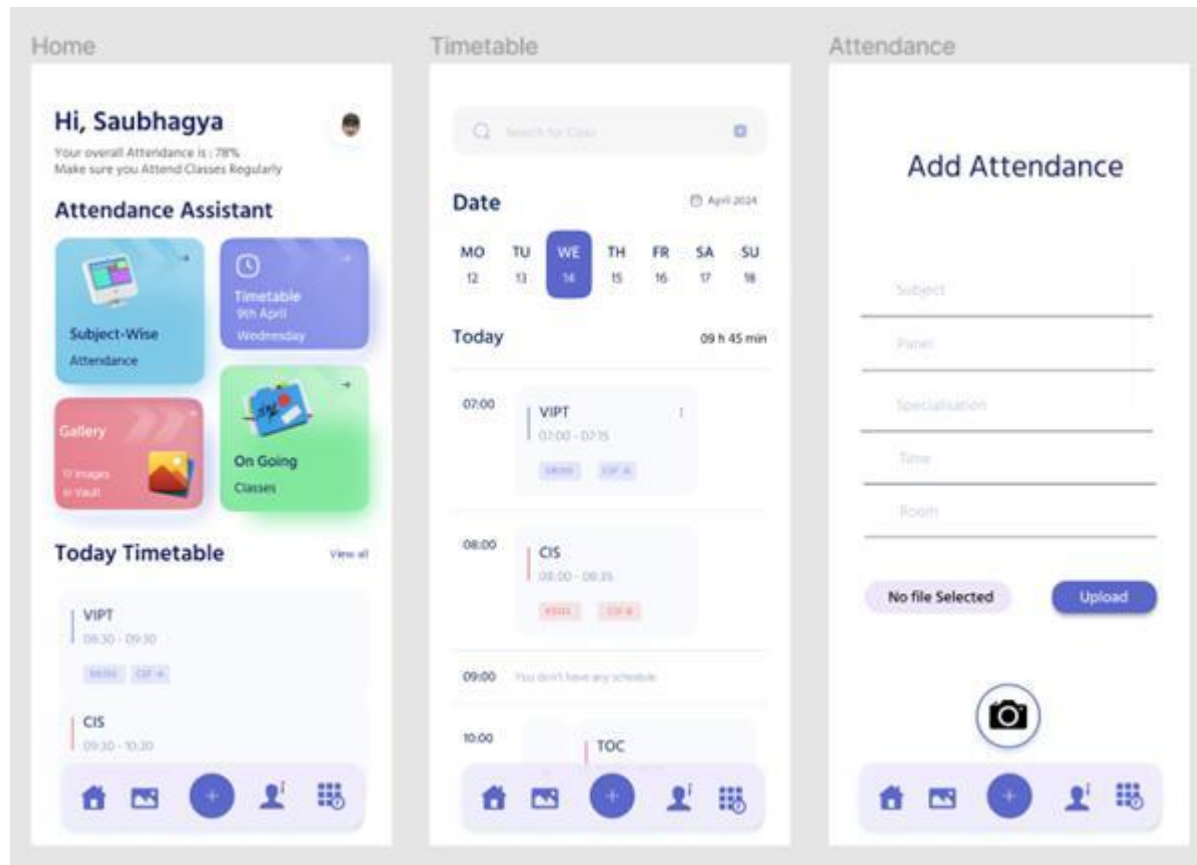 Home
Hi, Saubhagya
Your overall Attendance is : 78%
Make sure you Attend Classes Regularly
Attendance Assistant
Subject-Wise
Attendance
Timetable
9th April
Wednesday
Gallery
17 images
in Vault
On Going
Classes
Today Timetable
View all
VIPT
08:30 - 09:30
CSF-A
CIS
09:30 - 10:30
Timetable
Search for Class
Date
April 2024
MO TU WE TH FR SA SU
12 13 14 15 16 17 18
Today
09 h 45 min
07:00
VIPT
07:00 - 07:15
CSF-A
08:00
CIS
08:00 - 08:35
09:00
You don't have any schedule
10:00
TOC
Attendance
Add Attendance
Subject
Panel
Specialisation
Time
Room
No file Selected
Upload